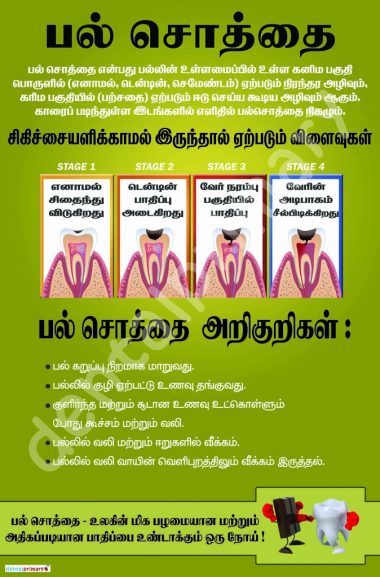 பல் சொத்தை
பல் சொத்தை என்பது பல்லின் உள்ளமைப்பில் உள்ள கனிம பகுதி
பொருளில் (எனாமல், டென்டின், செமேண்டம்) ஏற்படும் நிரந்தர அழிவும்,
கரிம பகுதியில் (பற்சதை) ஏற்படும் ஈடு செய்ய கூடிய அழிவும் ஆகும்.
காரைப் படிந்துள்ள இடங்களில் எளிதில் பல்சொத்தை நிகழும்.
சிகிச்சையளிக்காமல் இருந்தால் ஏற்படும் விளைவுகள்
STAGE 1
எனாமல்
சிதைந்து
விடுகிறது
STAGE 2
டென்டின்
பாதிப்பு
அடைகிறது
STAGE 3
வேர் நரம்பு
பகுதியில்
பாதிப்பு
STAGE 4
வேரின்
அடிபாகம்
சீல்பிடிக்கிறது
பல் சொத்தை அறிகுறிகள் :
• பல் கறுப்பு நிறமாக மாறுவது.
• பல்லில் குழி ஏற்பட்டு உணவு தங்குவது.
• குளிர்ந்த மற்றும் சூடான உணவு உட்கொள்ளும்
போது கூச்சம் மற்றும் வலி.
• பல்லில் வலி மற்றும் ஈறுகளில் வீக்கம்.
• பல்லில் வலி வாயின் வெளிபுறத்திலும் வீக்கம் இருத்தல்.
பல் சொத்தை - உலகின் மிக பழமையான மற்றும்
அதிகப்படியான பாதிப்பை உண்டாக்கும் ஒரு நோய் !
dentalprimary
dentalprimary